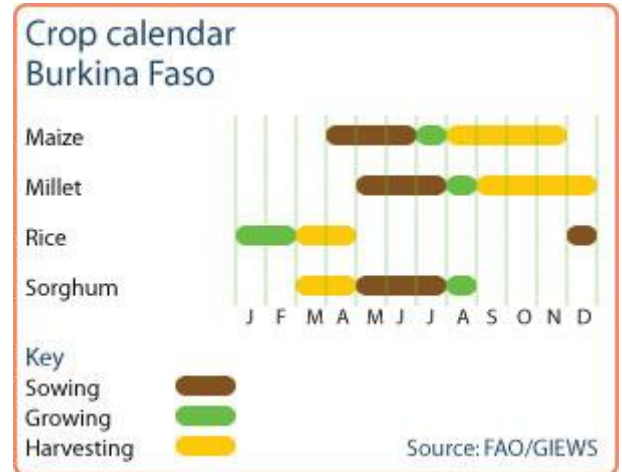 Crop calendar
Burkina Faso
Maize
Millet
Rice
Sorghum
J F M A M J J A S O N D
Key
Sowing
Growing
Harvesting
Source: FAO/GIEWS